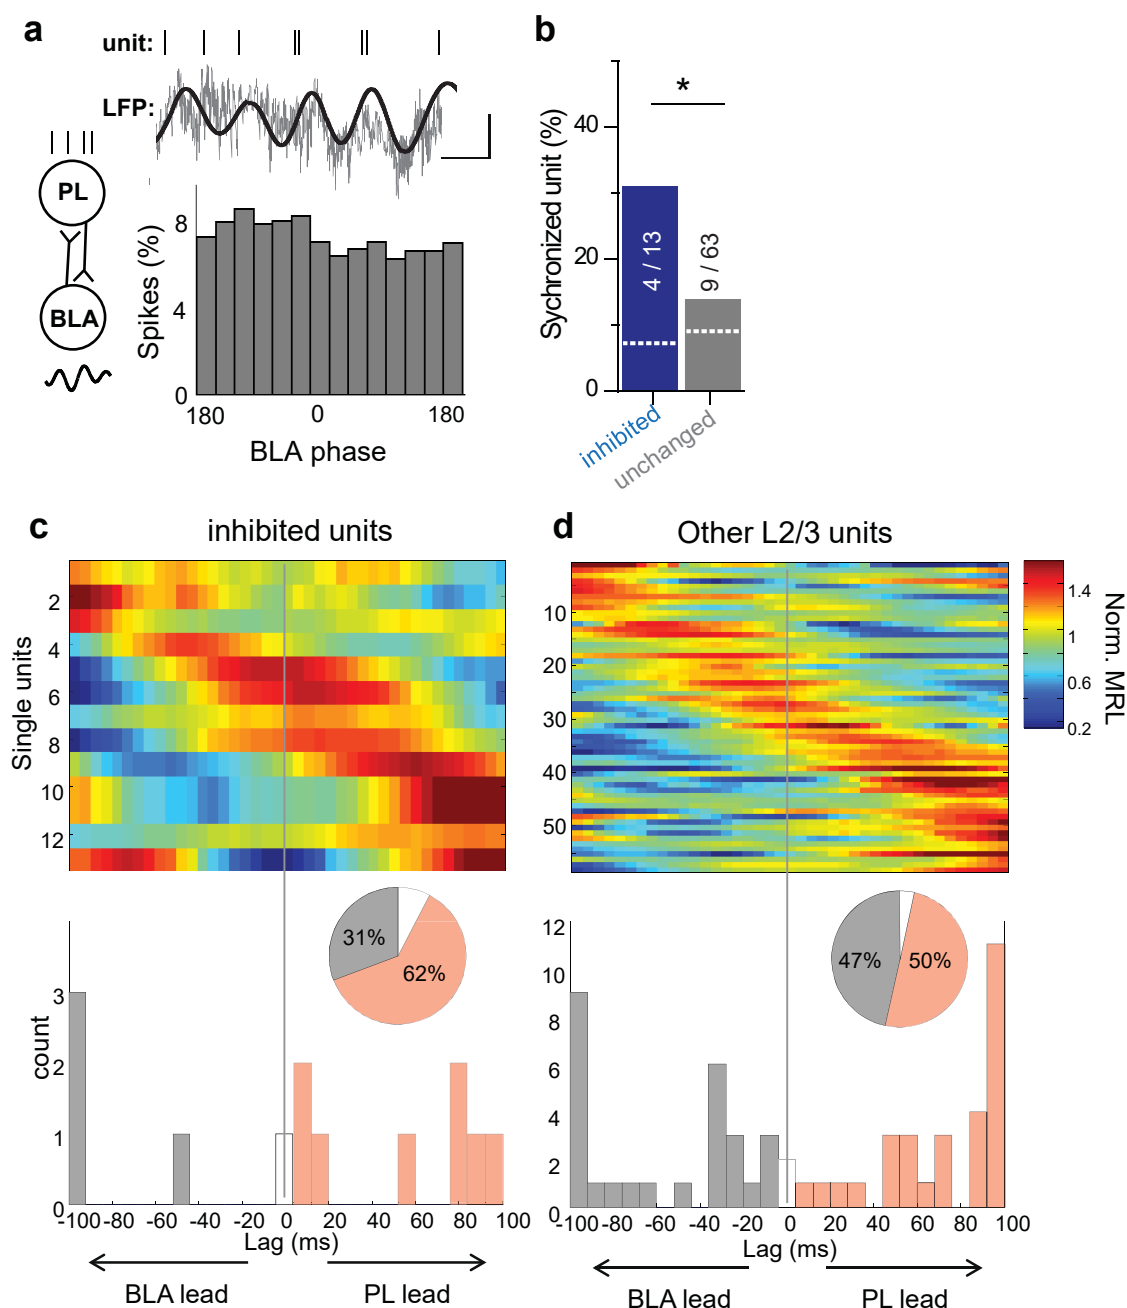 a
unit:
LFP:
PL
BLA
Spikes (%)
8
4
0
180
0
180
BLA phase
b
*
Sychronized unit (%)
40
20
0
4 / 13
9 / 63
inhibited
unchanged
c
inhibited units
Single units
2
4
6
8
10
12
31%
62%
count
3
2
1
0
-100 -80 -60 -40 -20 0 20 40 60 80 100
Lag (ms)
BLA lead
PL lead
d
Other L2/3 units
10
20
30
40
50
1.4
1
0.6
0.2
Norm. MRL
47%
50%
12
10
8
6
4
2
0
-100 -80 -60 -40 -20 0 20 40 60 80 100
Lag (ms)
BLA lead
PL lead